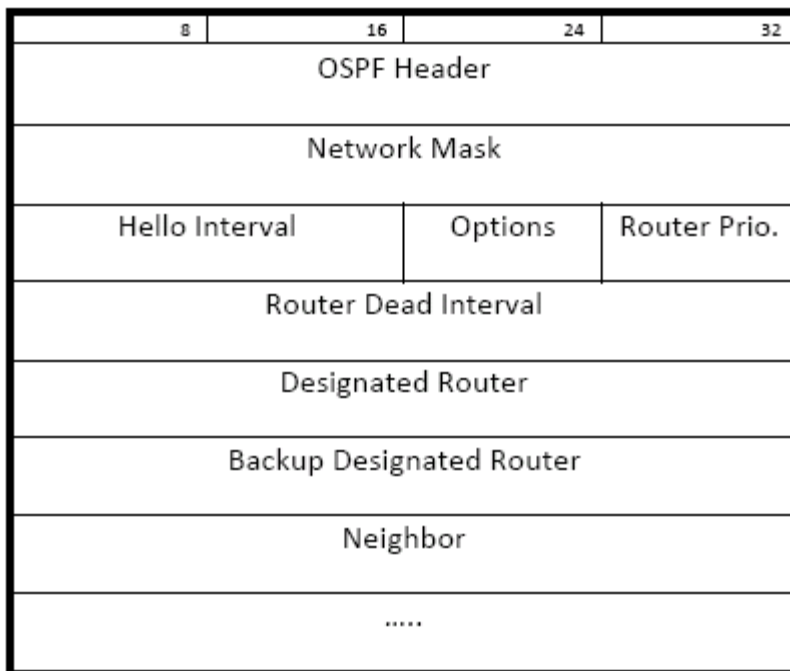 8 16 24 32
OSPF Header
Network Mask
Hello Interval Options Router Prio.
Router Dead Interval
Designated Router
Backup Designated Router
Neighbor
.....